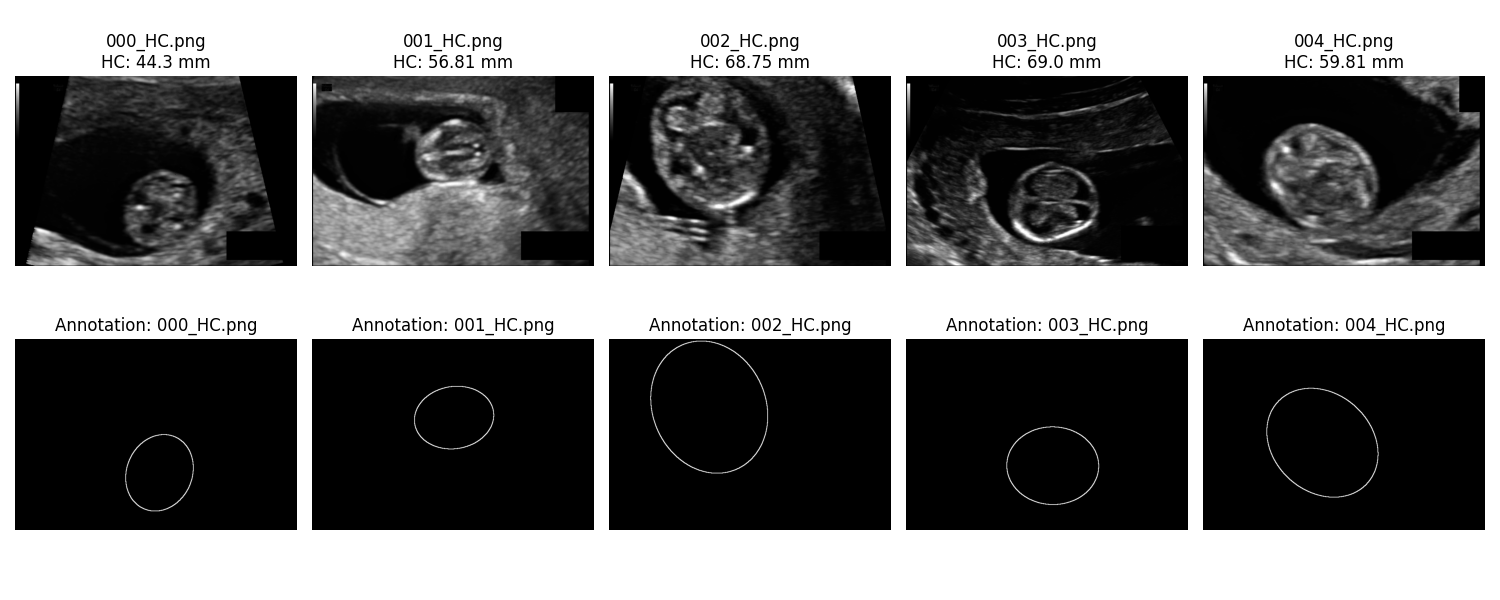 000_HC.png
HC: 44.3 mm
001_HC.png
HC: 56.81 mm
002_HC.png
HC: 68.75 mm
003_HC.png
HC: 69.0 mm
004_HC.png
HC: 59.81 mm
Annotation: 000_HC.png
Annotation: 001_HC.png
Annotation: 002_HC.png
Annotation: 003_HC.png
Annotation: 004_HC.png